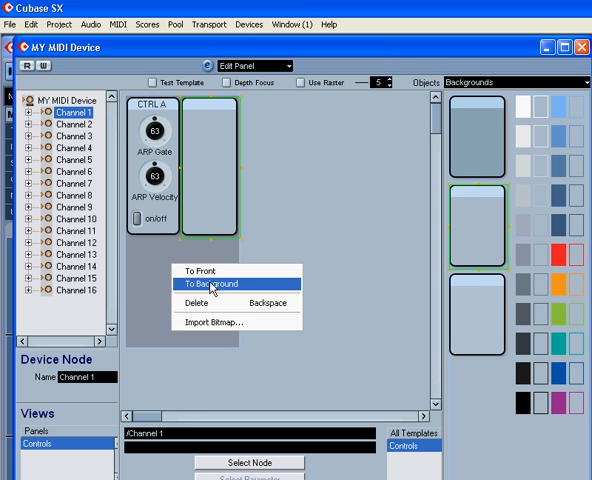 Cubase SX
File Edit Project Audio MIDI Scores Pool Transport Devices Window (1) Help
MY MIDI Device
R W e Edit Panel
Test Template Depth Focus Use Raster 5 Objects Backgrounds
MY MIDI Device
Channel 1
Channel 2
Channel 3
Channel 4
Channel 5
Channel 6
Channel 7
Channel 8
Channel 9
Channel 10
Channel 11
Channel 12
Channel 13
Channel 14
Channel 15
Channel 16
CTRL A
63
ARP Gate
63
ARP Velocity
on/off
To Front
To Background
Delete Backspace
Import Bitmap...
Device Node
Name Channel 1
Views
Panels
Controls
/Channel 1
Select Node
Select Parameter
All Templates
Controls